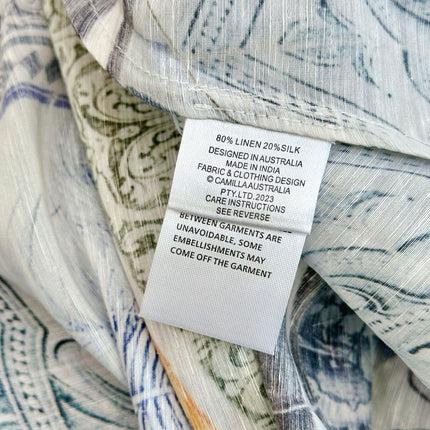 80% LINEN 20%SILK
DESIGNED IN AUSTRALIA
MADE IN INDIA
FABRIC & CLOTHING DESIGN
© CAMILLA AUSTRALIA
PTY.LTD. 2023
CARE INSTRUCTIONS
SEE REVERSE
BETWEEN GARMENTS ARE
UNAVOIDABLE, SOME
EMBELLISHMENTS MAY
COME OFF THE GARMENT